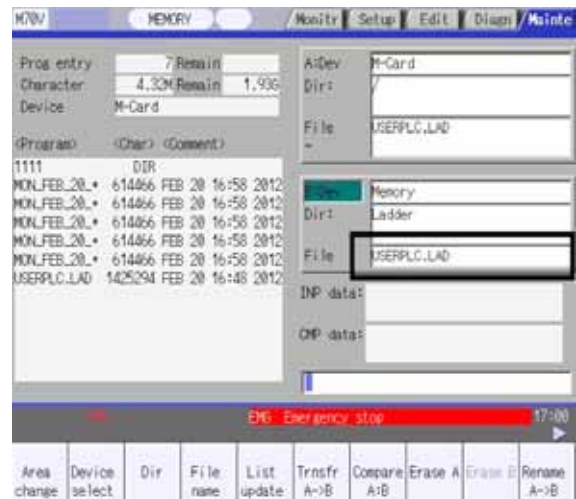 M70V MEMORY Monitr Setup Edit Diagn Mainte
Prog entry 7 Remain
Character 4.32M Remain 1.93G
Device M-Card
<Program> <Char> <Comment>
1111 DIR
MON_FEB_20_* 614466 FEB 20 16:58 2012
MON_FEB_20_* 614466 FEB 20 16:58 2012
MON_FEB_20_* 614466 FEB 20 16:58 2012
MON_FEB_20_* 614466 FEB 20 16:58 2012
MON_FEB_20_* 614466 FEB 20 16:58 2012
USERPLC.LAD 1425294 FEB 20 16:48 2012
A:Dev M-Card
Dir: /
File USERPLC.LAD
B:Dev Memory
Dir: Ladder
File USERPLC.LAD
INP data:
CMP data:
EMG Emergency stop 17:00
Area change
Device select
Dir
File name
List update
Trnsfr A->B
Compare A:B
Erase A
Erase B
Rename A->B